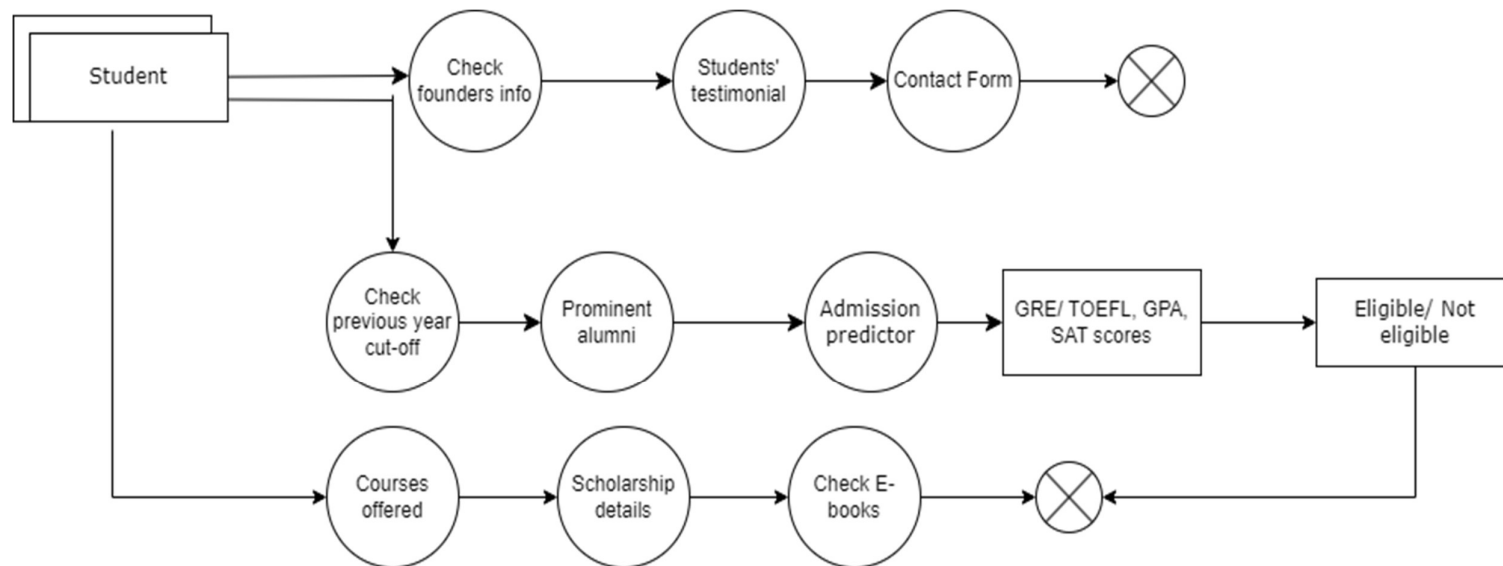 Student
Check
founders info
Students'
testimonial
Contact Form
Check
previous year
cut-off
Prominent
alumni
Admission
predictor
GRE/ TOEFL, GPA,
SAT scores
Eligible/ Not
eligible
Courses
offered
Scholarship
details
Check E-
books